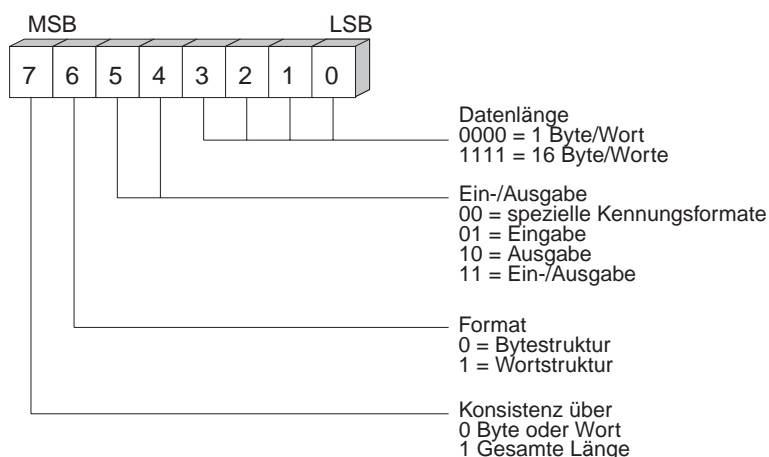 MSB LSB
7 6 5 4 3 2 1 0
Datenlänge
0000 = 1 Byte/Wort
1111 = 16 Byte/Worte
Ein-/Ausgabe
00 = spezielle Kennungsformate
01 = Eingabe
10 = Ausgabe
11 = Ein-/Ausgabe
Format
0 = Bytestruktur
1 = Wortstruktur
Konsistenz über
0 Byte oder Wort
1 Gesamte Länge